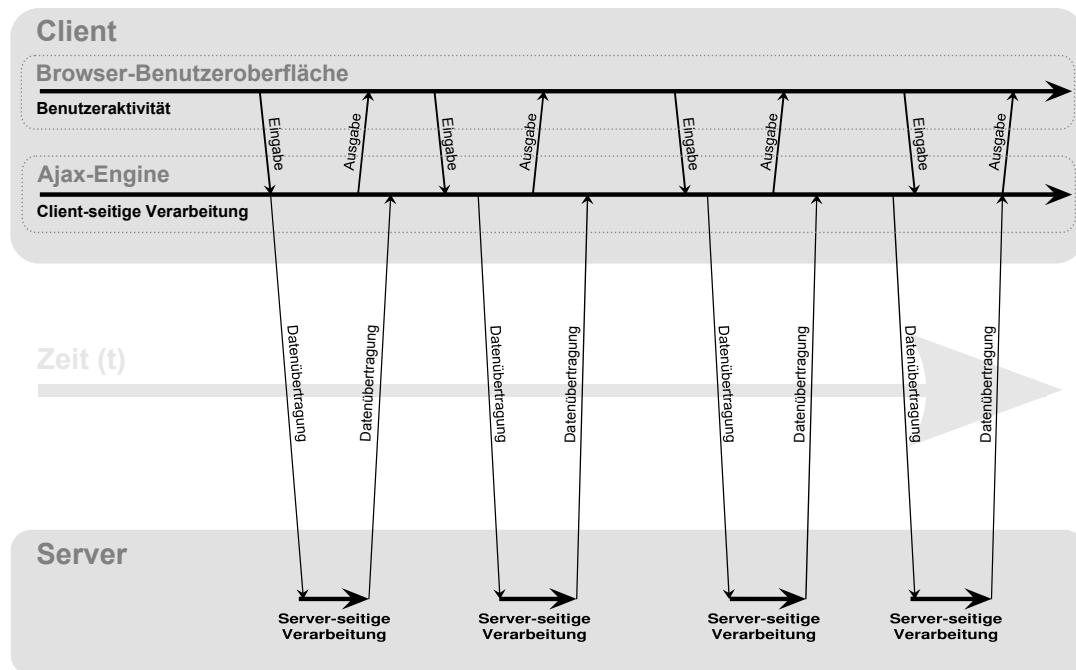 Client
Browser-Benutzeroberfläche
Benutzeraktivität
Eingabe
Ausgabe
Eingabe
Ausgabe
Eingabe
Ausgabe
Eingabe
Ausgabe
Ajax-Engine
Client-seitige Verarbeitung
Zeit (t)
Datenübertragung
Datenübertragung
Datenübertragung
Datenübertragung
Datenübertragung
Datenübertragung
Datenübertragung
Datenübertragung
Server
Server-seitige
Verarbeitung
Server-seitige
Verarbeitung
Server-seitige
Verarbeitung
Server-seitige
Verarbeitung